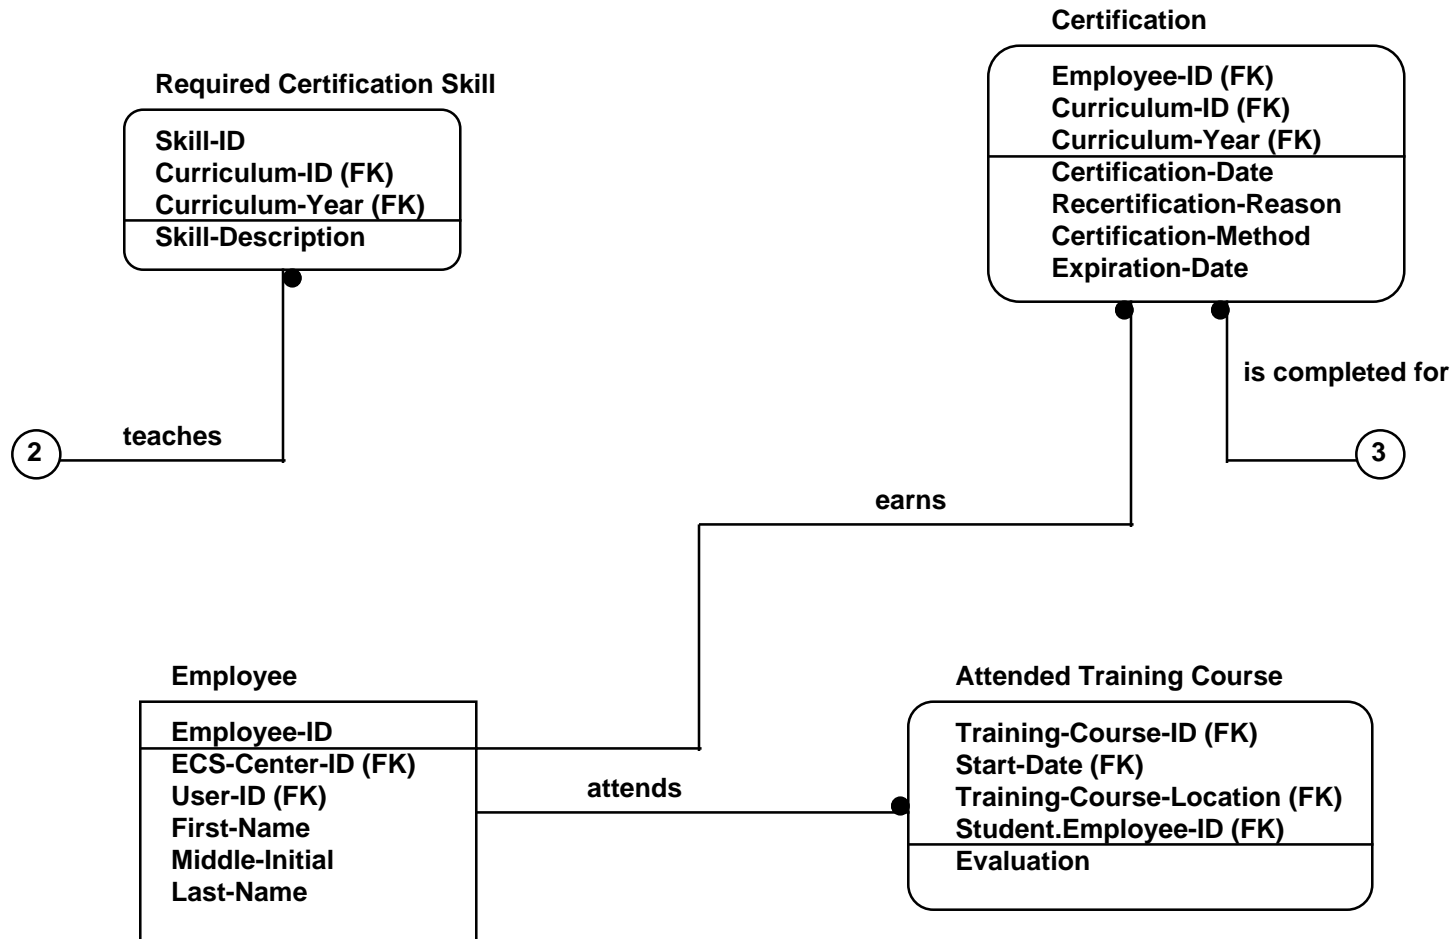 Certification
Employee-ID (FK)
Curriculum-ID (FK)
Curriculum-Year (FK)
Certification-Date
Recertification-Reason
Certification-Method
Expiration-Date
Required Certification Skill
Skill-ID
Curriculum-ID (FK)
Curriculum-Year (FK)
Skill-Description
is completed for
teaches
2
3
earns
Employee
Employee-ID
ECS-Center-ID (FK)
User-ID (FK)
First-Name
Middle-Initial
Last-Name
attends
Attended Training Course
Training-Course-ID (FK)
Start-Date (FK)
Training-Course-Location (FK)
Student.Employee-ID (FK)
Evaluation